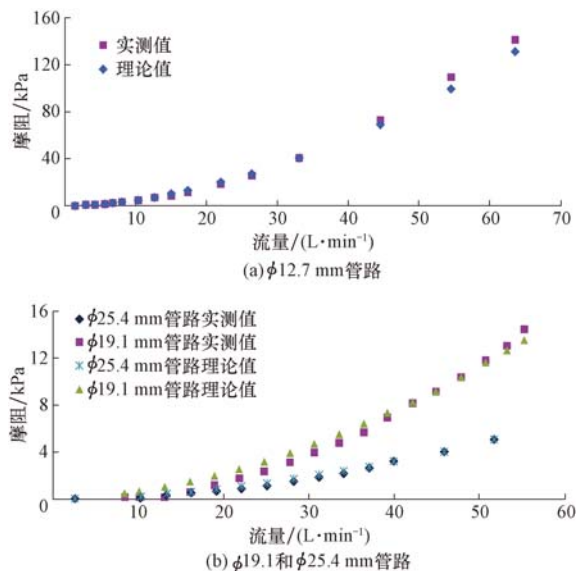 160
120
80
40
0
摩阻/kPa
实测值
理论值
10 20 30 40 50 60 70
流量/(L·min⁻¹)
(a) ϕ12.7 mm管路
16
12
8
4
0
摩阻/kPa
ϕ25.4 mm管路实测值
ϕ19.1 mm管路实测值
ϕ25.4 mm管路理论值
ϕ19.1 mm管路理论值
10 20 30 40 50 60
流量/(L·min⁻¹)
(b) ϕ19.1和ϕ25.4 mm管路